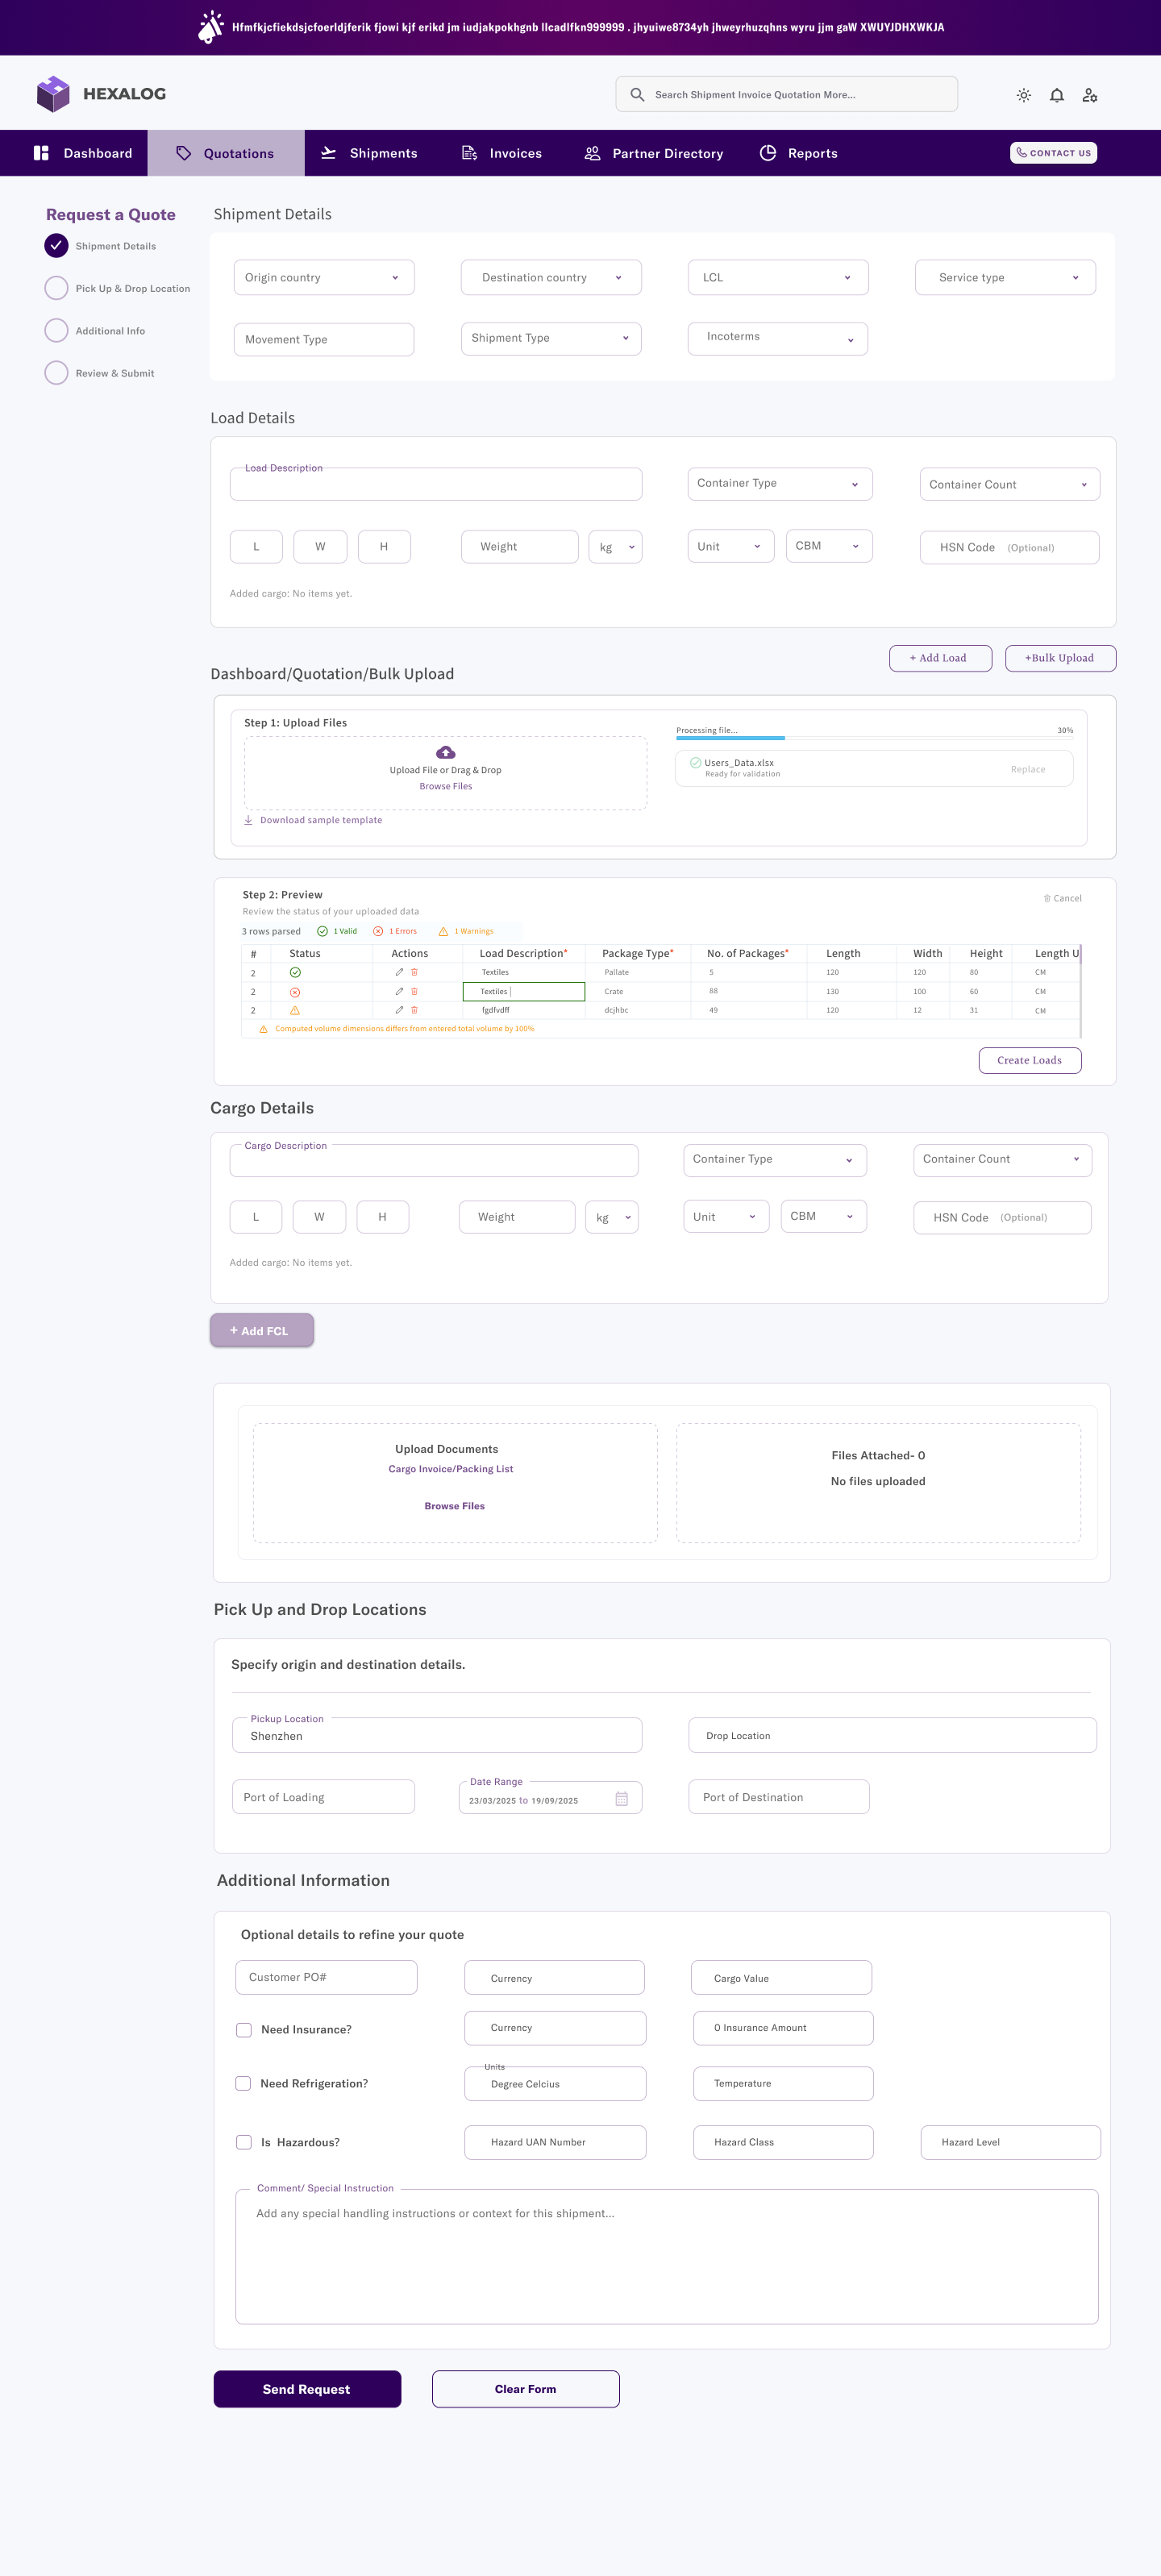 Hfmfkjcfiekdsjcfoerldjferik fjowi kjf erikd jm iudjakpokhgnb llcadlfkn999999 . jhyuiwe8734yh jhweyrhuzqhns wyru jjm gaW XWUYJDHXWKJA
HEXALOG
Search Shipment Invoice Quotation More...
Dashboard Quotations Shipments Invoices Partner Directory Reports CONTACT US
Request a Quote
Shipment Details
Pick Up & Drop Location
Additional Info
Review & Submit
Shipment Details
Origin country Destination country LCL Service type
Movement Type Shipment Type Incoterms
Load Details
Load Description
Container Type Container Count
L W H Weight kg Unit CBM HSN Code (Optional)
Added cargo: No items yet.
+ Add Load +Bulk Upload
Dashboard/Quotation/Bulk Upload
Step 1: Upload Files
Upload File or Drag & Drop
Browse Files
Download sample template
Processing file... 30%
Users_Data.xlsx
Ready for validation
Replace
Step 2: Preview
Cancel
Review the status of your uploaded data
3 rows parsed 1 Valid 1 Errors 1 Warnings
# Status Actions Load Description* Package Type* No. of Packages* Length Width Height Length U
2 Textiles Pallate 5 120 120 80 CM
2 Textiles Crate 88 130 100 60 CM
2 fgdfvdff dcjhbc 49 120 12 31 CM
Computed volume dimensions differs from entered total volume by 100%
Create Loads
Cargo Details
Cargo Description
Container Type Container Count
L W H Weight kg Unit CBM HSN Code (Optional)
Added cargo: No items yet.
+ Add FCL
Upload Documents
Cargo Invoice/Packing List
Browse Files
Files Attached- 0
No files uploaded
Pick Up and Drop Locations
Specify origin and destination details.
Pickup Location
Shenzhen
Drop Location
Port of Loading
Date Range
23/03/2025 to 19/09/2025
Port of Destination
Additional Information
Optional details to refine your quote
Customer PO# Currency Cargo Value
Need Insurance? Currency 0 Insurance Amount
Units
Need Refrigeration? Degree Celcius Temperature
Is Hazardous? Hazard UAN Number Hazard Class Hazard Level
Comment/ Special Instruction
Add any special handling instructions or context for this shipment...
Send Request Clear Form